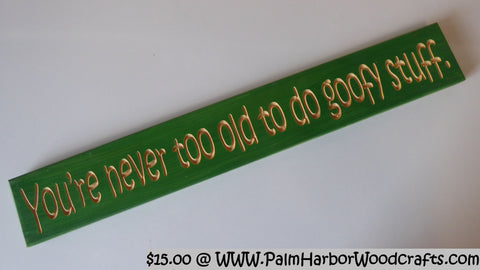 You're never too old to do goofy stuff.
$15.00 @ WWW.PalmHarborWoodcrafts.com